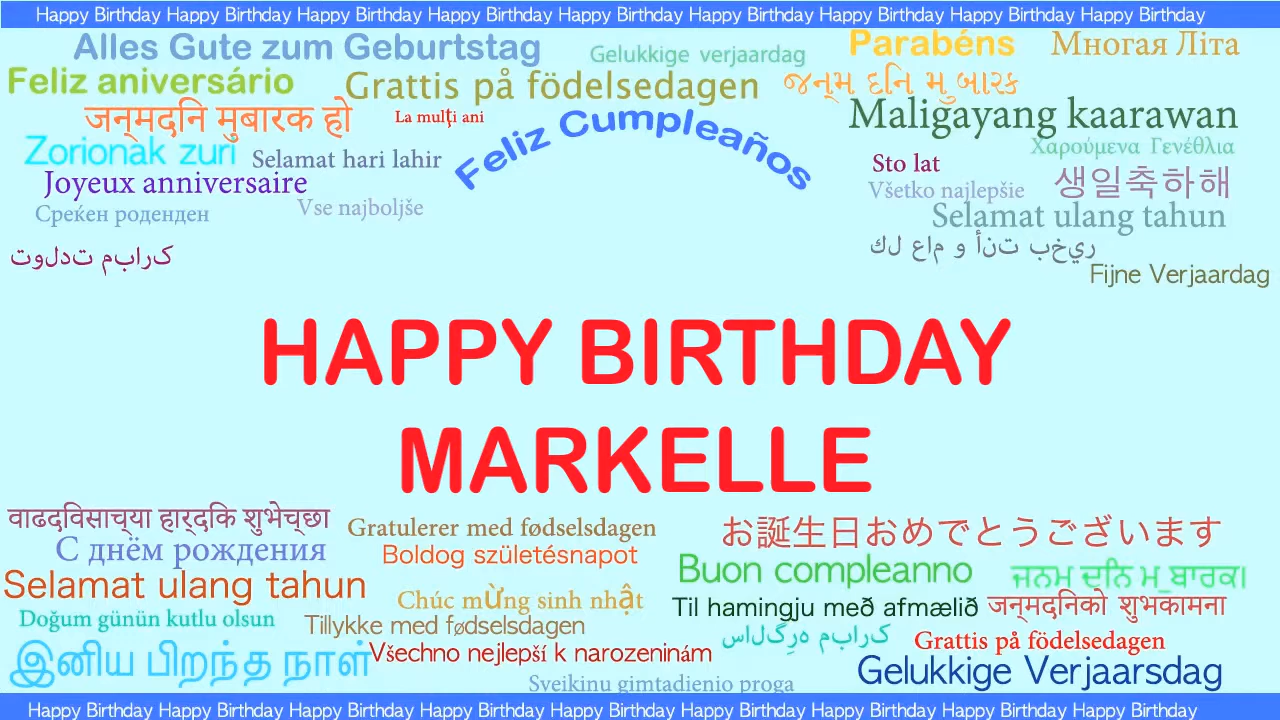 Happy Birthday Happy Birthday Happy Birthday Happy Birthday Happy Birthday Happy Birthday Happy Birthday Happy Birthday Happy Birthday
Alles Gute zum Geburtstag
Gelukkige verjaardag
Parabéns
Многая Літа
Feliz aniversário
Grattis på födelsedagen
જન્મ દિન મુબારક
जन्मदिन मुबारक हो
La mulţi ani
Feliz Cumpleaños
Maligayang kaarawan
Zorionak zuri
Selamat hari lahir
Sto lat
Χαρούμενα Γενέθλια
Joyeux anniversaire
Všetko najlepšie
생일축하해
Среќен роденден
Vse najboljše
Selamat ulang tahun
تولدت مبارک
كل عام و أنت بخير
Fijne Verjaardag
HAPPY BIRTHDAY
MARKELLE
वाढदिवसाच्या हार्दिक शुभेच्छा
Gratulerer med fødselsdagen
お誕生日おめでとうございます
С днём рождения
Boldog születésnapot
Buon compleanno
ਜਨਮ ਦਿਨ ਮੁਬਾਰਕ।
Selamat ulang tahun
Chúc mừng sinh nhật
Til hamingju með afmælið
जन्मदिनको शुभकामना
Doğum günün kutlu olsun
Tillykke med fødselsdagen
سالگرہ مبارک
Grattis på födelsedagen
இனிய பிறந்த நாள்
Všechno nejlepší k narozeninám
Gelukkige Verjaarsdag
Sveikinu gimtadienio proga
Happy Birthday Happy Birthday Happy Birthday Happy Birthday Happy Birthday Happy Birthday Happy Birthday Happy Birthday Happy Birthday